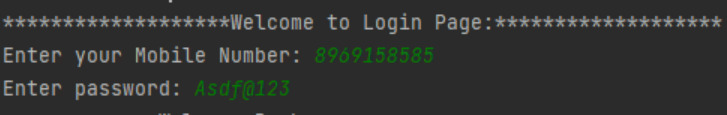 *******************Welcome to Login Page:*******************
Enter your Mobile Number: 8969158585
Enter password: Asdf@123